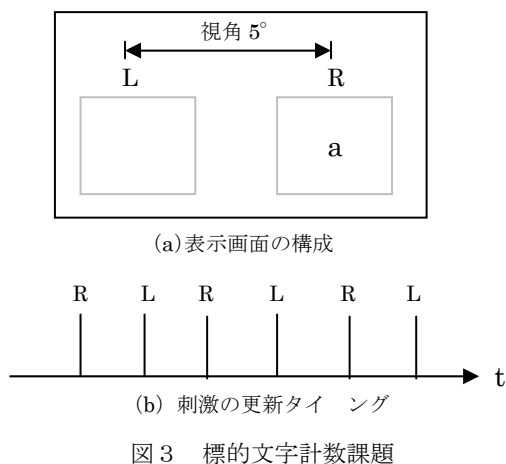 視角 5°
L R
a
(a)表示画面の構成
R L R L R L
t
(b) 刺激の更新タイ ング
図３ 標的文字計数課題